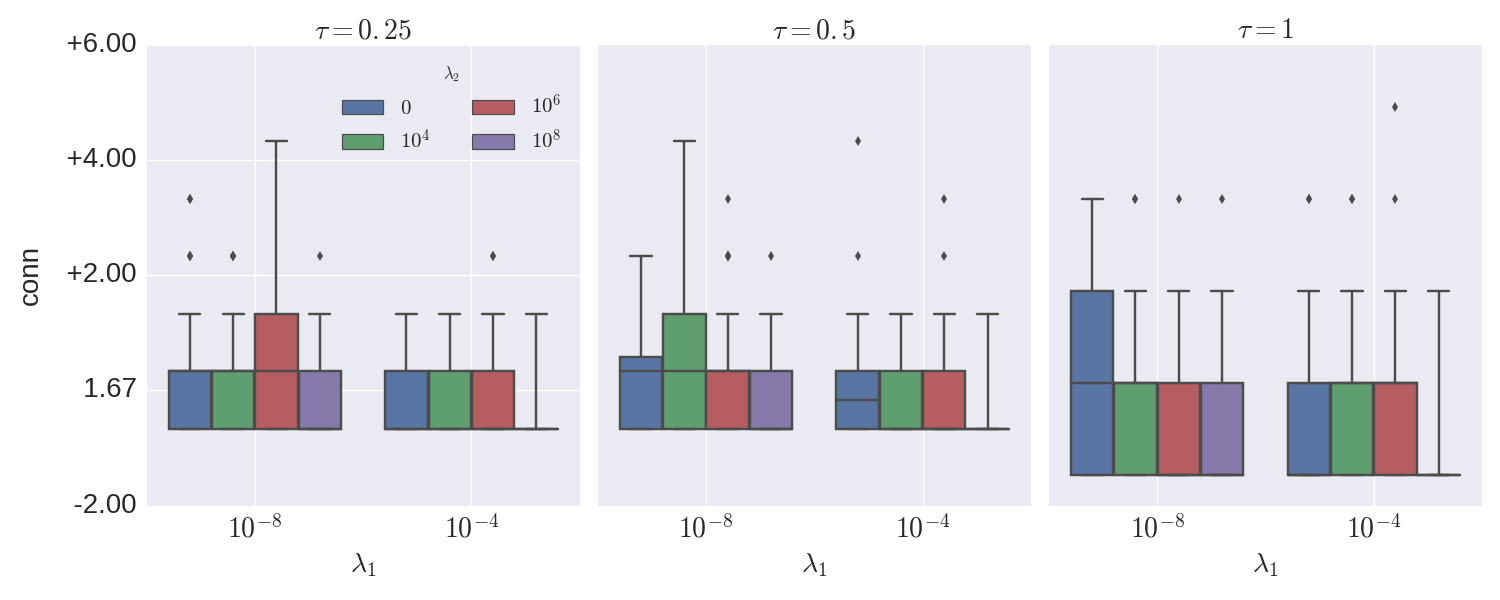 τ = 0.25
τ = 0.5
τ = 1
+6.00
+4.00
+2.00
1.67
-2.00
conn
λ₂
0
10⁶
10⁴
10⁸
10⁻⁸
10⁻⁴
10⁻⁸
10⁻⁴
10⁻⁸
10⁻⁴
λ₁
λ₁
λ₁